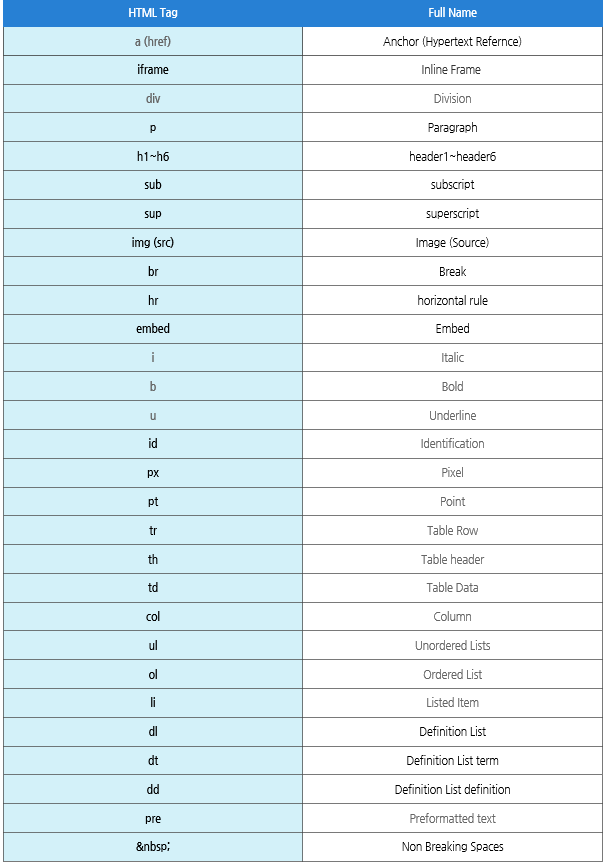 HTML Tag Full Name
a (href) Anchor (Hypertext Refernce)
iframe Inline Frame
div Division
p Paragraph
h1~h6 header1~header6
sub subscript
sup superscript
img (src) Image (Source)
br Break
hr horizontal rule
embed Embed
i Italic
b Bold
u Underline
id Identification
px Pixel
pt Point
tr Table Row
th Table header
td Table Data
col Column
ul Unordered Lists
ol Ordered List
li Listed Item
dl Definition List
dt Definition List term
dd Definition List definition
pre Preformatted text
&nbsp; Non Breaking Spaces